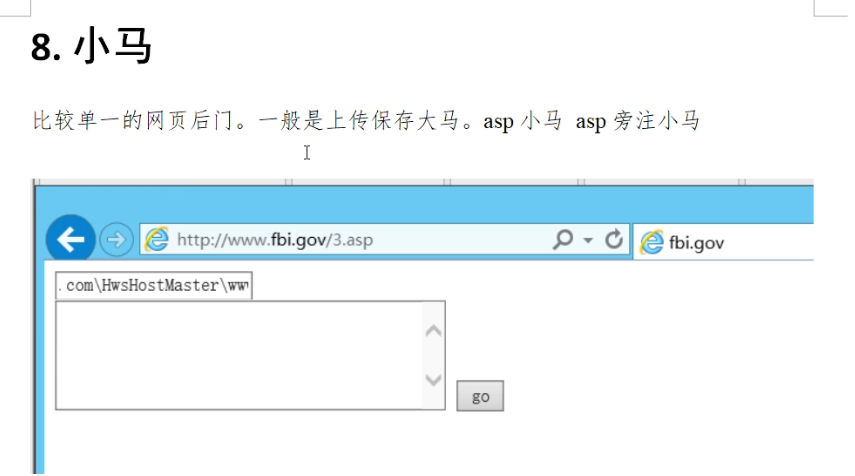 8. 小马
比较单一的网页后门。一般是上传保存大马。asp 小马 asp 旁注小马
http://www.fbi.gov/3.asp
fbi.gov
.com\HwsHostMaster\ww
go